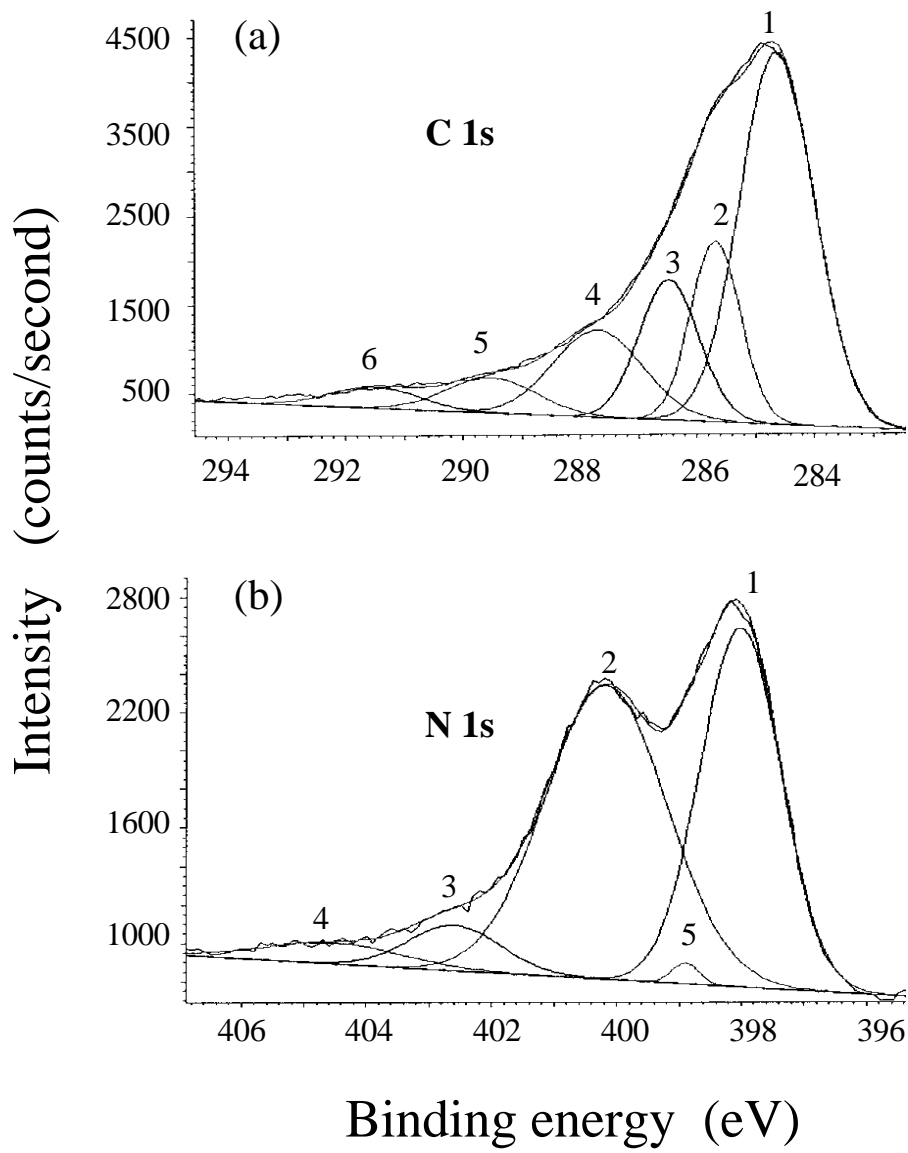 (a)
C 1s
1
2
3
4
5
6
4500
3500
2500
1500
500
294 292 290 288 286 284
Intensity (counts/second)
(b)
N 1s
1
2
3
4
5
2800
2200
1600
1000
406 404 402 400 398 396
Binding energy (eV)